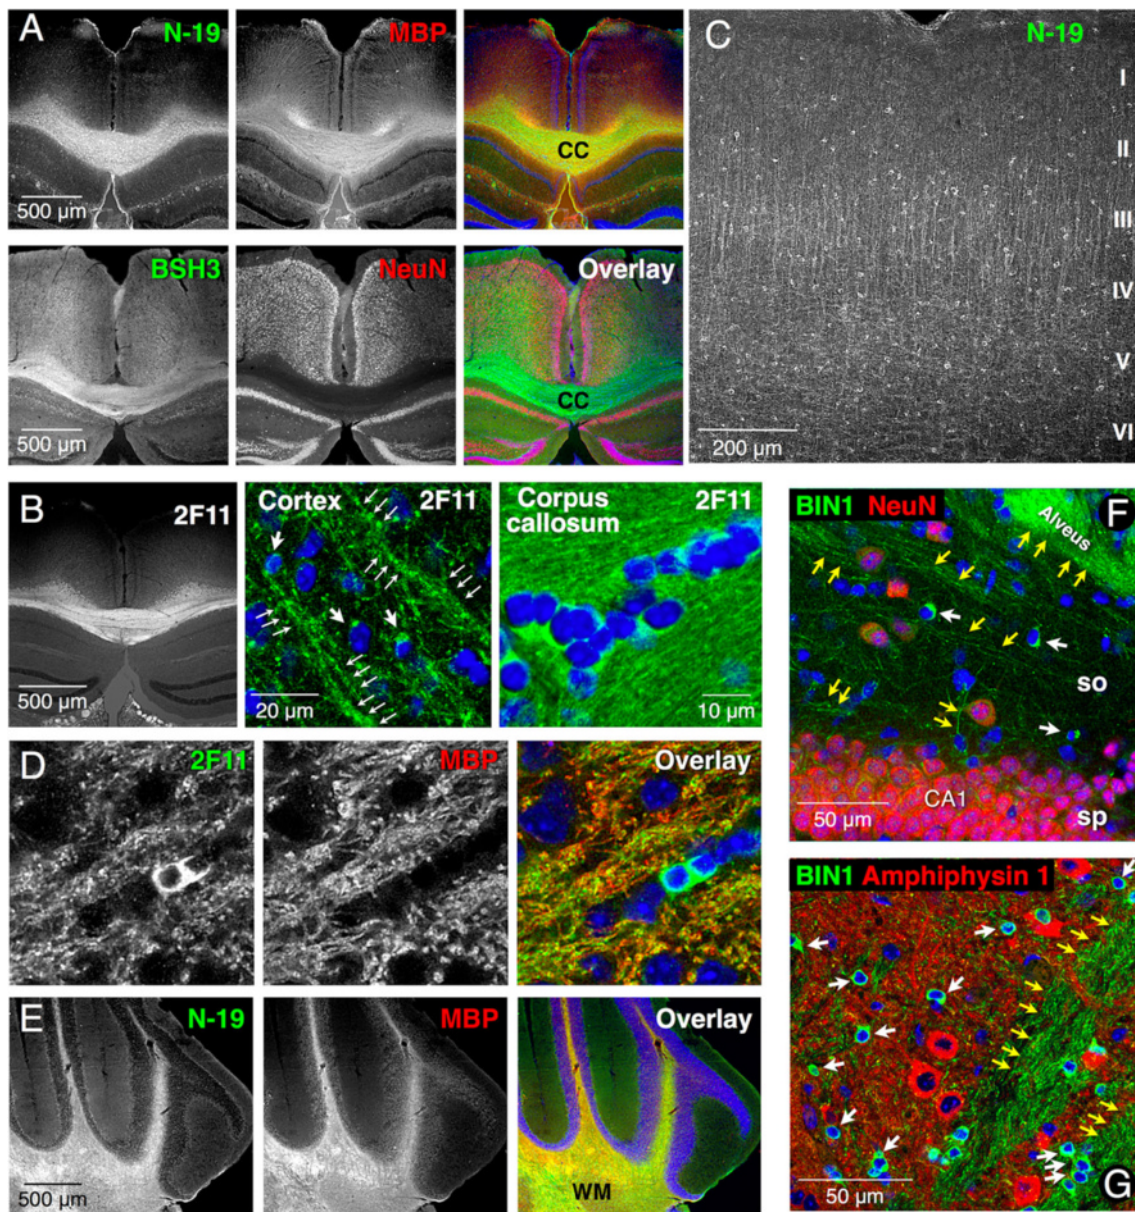 A
N-19
MBP
CC
500 µm
BSH3
NeuN
Overlay
CC
500 µm
C
N-19
I
II
III
IV
V
VI
200 µm
B
2F11
500 µm
Cortex
2F11
20 µm
Corpus
callosum
2F11
10 µm
D
2F11
MBP
Overlay
E
N-19
MBP
Overlay
500 µm
WM
BIN1 NeuN
F
Alveus
so
CA1
sp
50 µm
BIN1 Amphiphysin 1
50 µm
G